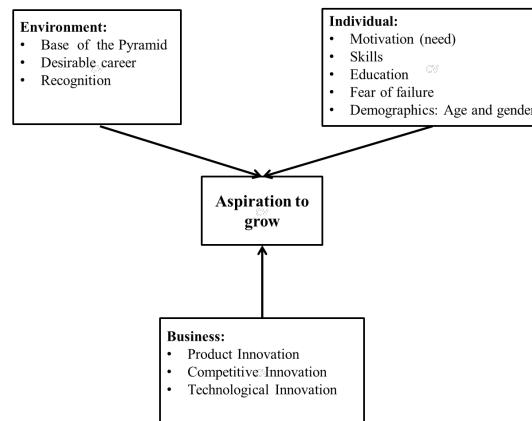 Environment:
• Base of the Pyramid
• Desirable career
• Recognition
Individual:
• Motivation (need)
• Skills
• Education
• Fear of failure
• Demographics: Age and gender
Aspiration to
grow
Business:
• Product Innovation
• Competitive Innovation
• Technological Innovation